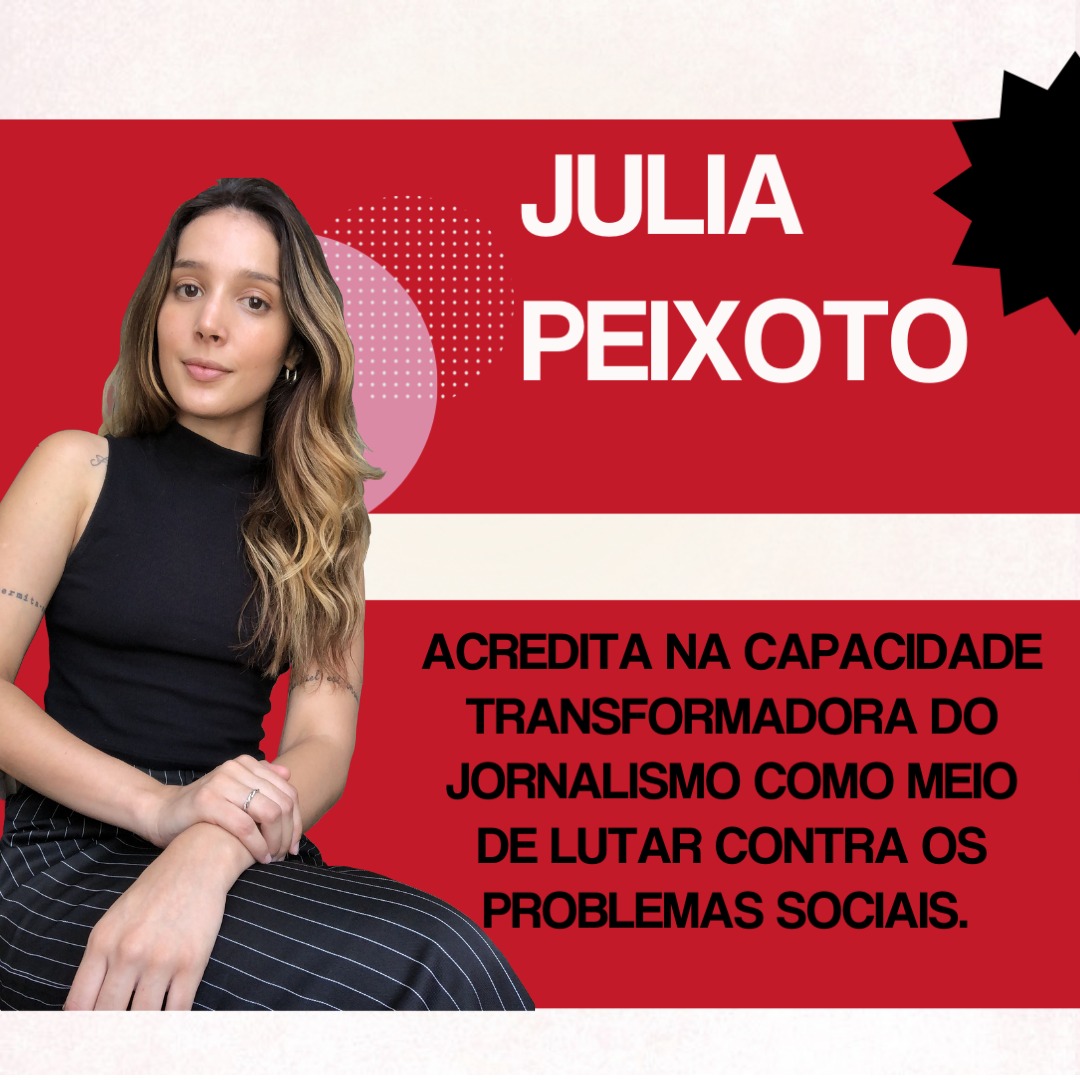 JULIA
PEIXOTO
ACREDITA NA CAPACIDADE
TRANSFORMADORA DO
JORNALISMO COMO MEIO
DE LUTAR CONTRA OS
PROBLEMAS SOCIAIS.